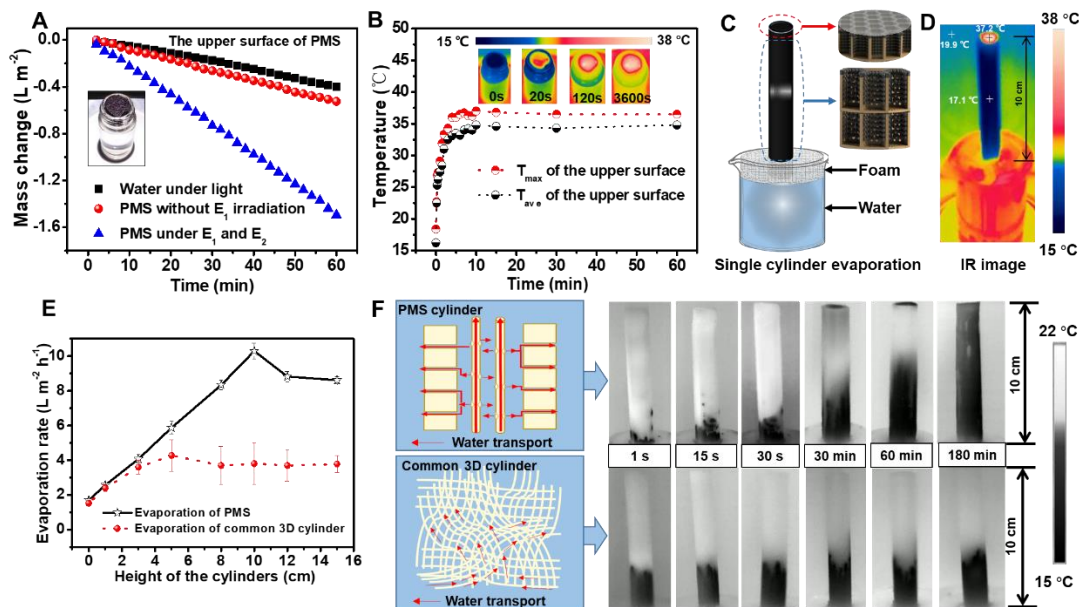 A
Mass change (L m⁻²)
0.0
-0.4
-0.8
-1.2
-1.6
The upper surface of PMS
Water under light
PMS without E₁ irradiation
PMS under E₁ and E₂
0 10 20 30 40 50 60
Time (min)
B
Temperature (℃)
50
45
40
35
30
25
20
15
15 ℃ 38 °C
0s 20s 120s 3600s
T max of the upper surface
T av e of the upper surface
0 10 20 30 40 50 60
Time (min)
C
Foam
Water
Single cylinder evaporation
D
37.2 ℃
19.9 ℃
17.1 ℃
10 cm
38 °C
15 °C
IR image
E
Evaporation rate (L m⁻² h⁻¹)
10
8
6
4
2
0
Evaporation of PMS
Evaporation of common 3D cylinder
0 2 4 6 8 10 12 14 16
Height of the cylinders (cm)
F
PMS cylinder
Water transport
Common 3D cylinder
Water transport
1 s 15 s 30 s 30 min 60 min 180 min
10 cm
10 cm
22 °C
15 °C